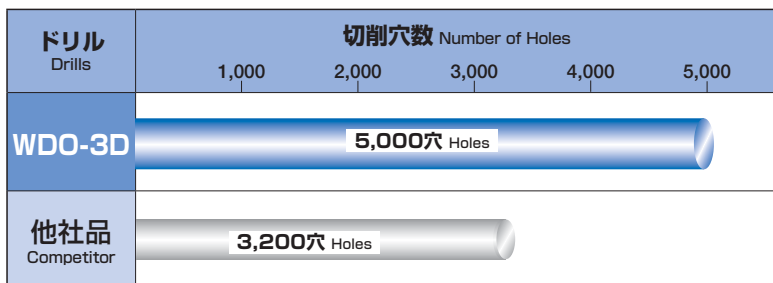 ドリル
Drills
切削穴数 Number of Holes
1,000 2,000 3,000 4,000 5,000
WDO-3D
5,000穴 Holes
他社品
Competitor
3,200穴 Holes